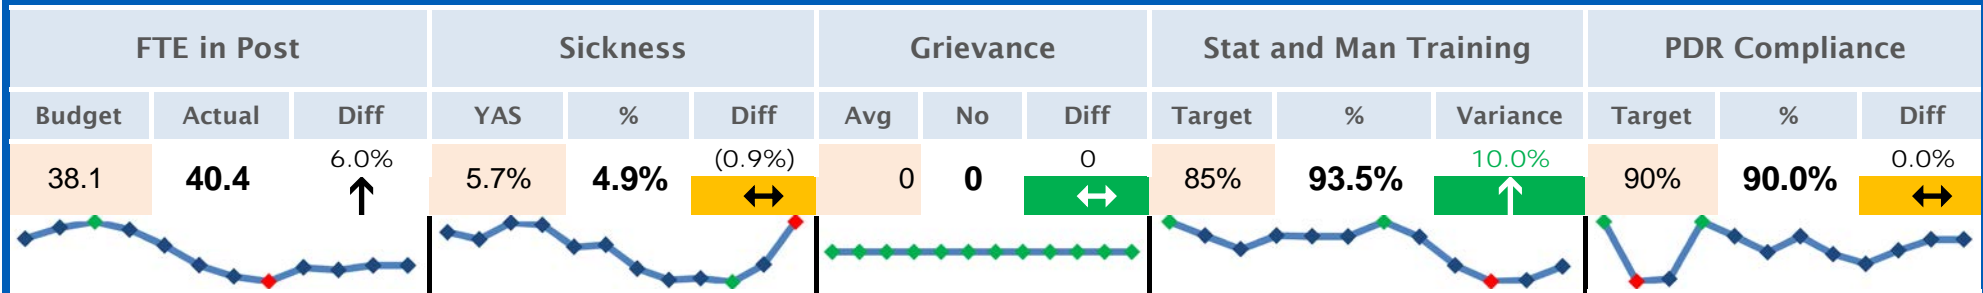 FTE in Post Sickness Grievance Stat and Man Training PDR Compliance
Budget Actual Diff YAS % Diff Avg No Diff Target % Variance Target % Diff
38.1 40.4 6.0% 5.7% 4.9% (0.9%) 0 0 0 85% 93.5% 10.0% 90% 90.0% 0.0%